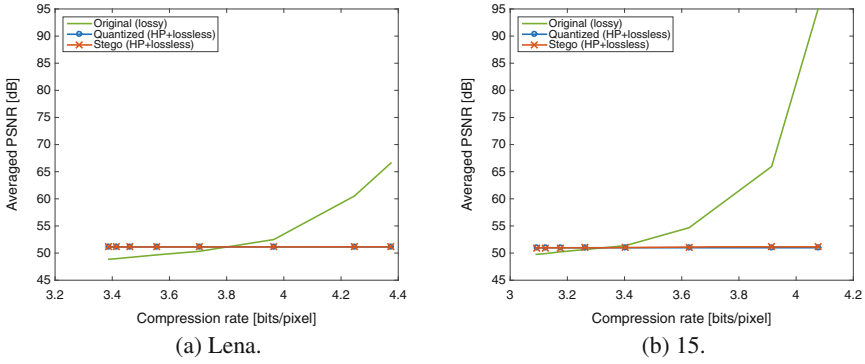 95
90
85
80
75
70
65
60
55
50
45
Averaged PSNR [dB]
Original (lossy)
Quantized (HP+lossless)
Stego (HP+lossless)
3.2 3.4 3.6 3.8 4 4.2 4.4
Compression rate [bits/pixel]
(a) Lena.
95
90
85
80
75
70
65
60
55
50
45
Averaged PSNR [dB]
Original (lossy)
Quantized (HP+lossless)
Stego (HP+lossless)
3 3.2 3.4 3.6 3.8 4 4.2
Compression rate [bits/pixel]
(b) 15.